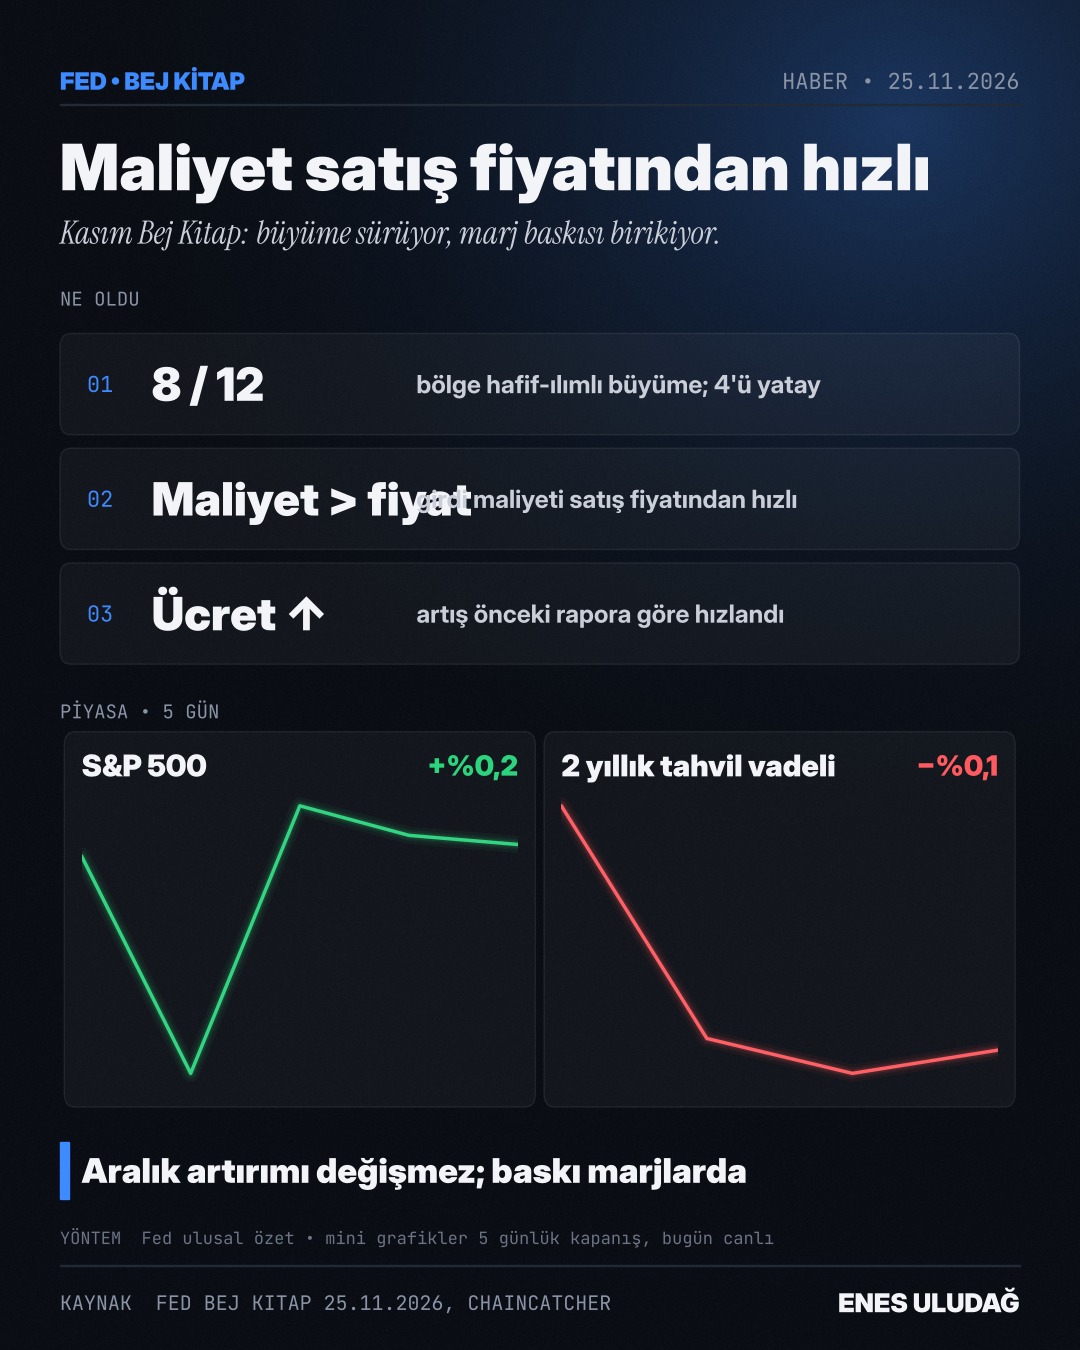 FED • BEJ KİTAP
HABER • 25.11.2026
Maliyet satış fiyatından hızlı
Kasım Bej Kitap: büyüme sürüyor, marj baskısı birikiyor.
NE OLDU
01 8 / 12 bölge hafif-ılımlı büyüme; 4'ü yatay
02 Maliyet > fiyat girdi maliyeti satış fiyatından hızlı
03 Ücret ↑ artış önceki rapora göre hızlandı
PİYASA • 5 GÜN
S&P 500 +%0,2
2 yıllık tahvil vadeli −%0,1
Aralık artırımı değişmez; baskı marjlarda
YÖNTEM Fed ulusal özet • mini grafikler 5 günlük kapanış, bugün canlı
KAYNAK FED BEJ KITAP 25.11.2026, CHAINCATCHER
ENES ULUDAĞ